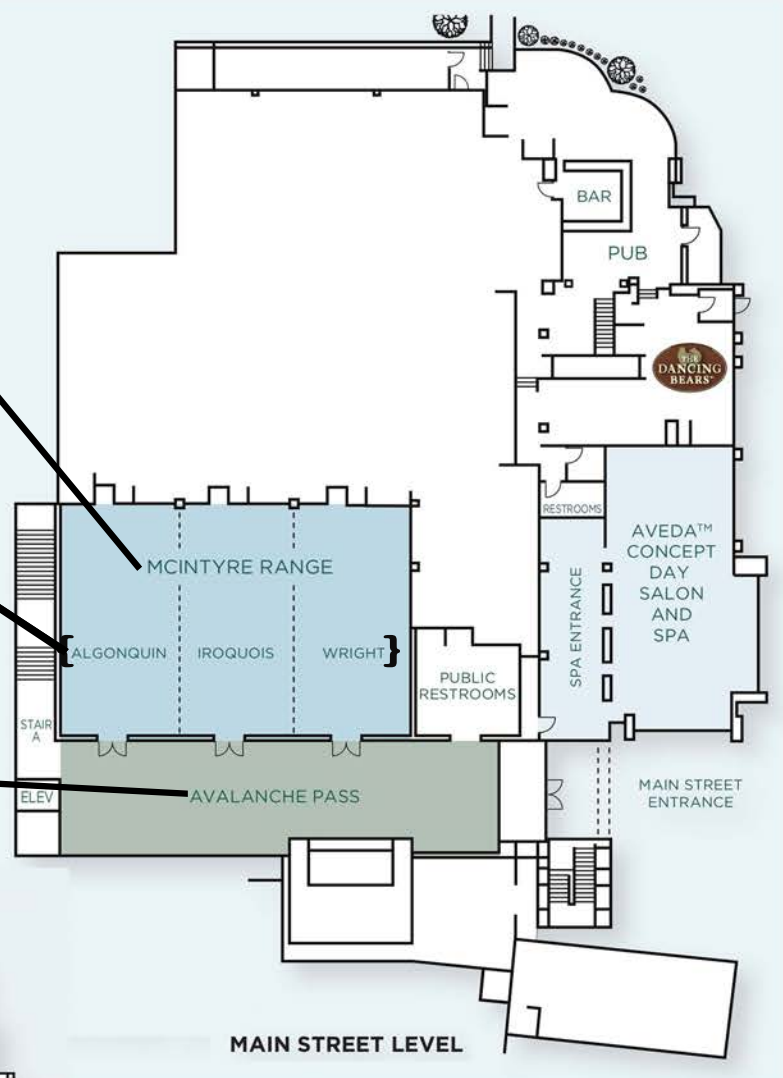 BAR
PUB
THE
DANCING
BEARS™
RESTROOMS
AVEDA™
CONCEPT
DAY
SALON
AND
SPA
SPA ENTRANCE
MCINTYRE RANGE
{ALGONQUIN IROQUOIS WRIGHT}
PUBLIC
RESTROOMS
STAIR
A
ELEV
AVALANCHE PASS
MAIN STREET
ENTRANCE
MAIN STREET LEVEL